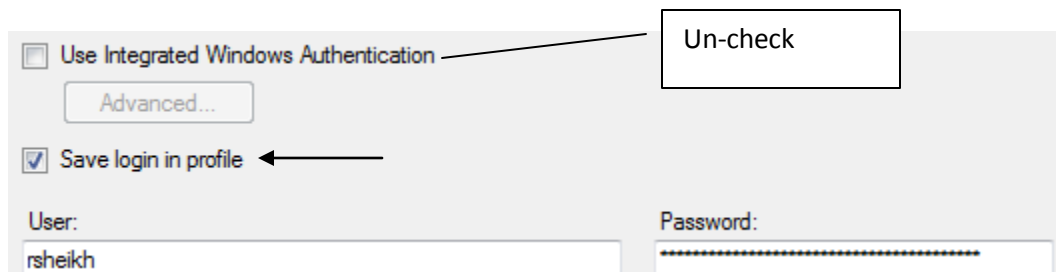 Un-check
Use Integrated Windows Authentication
Advanced...
Save login in profile
User: Password:
rsheikh ****************************************